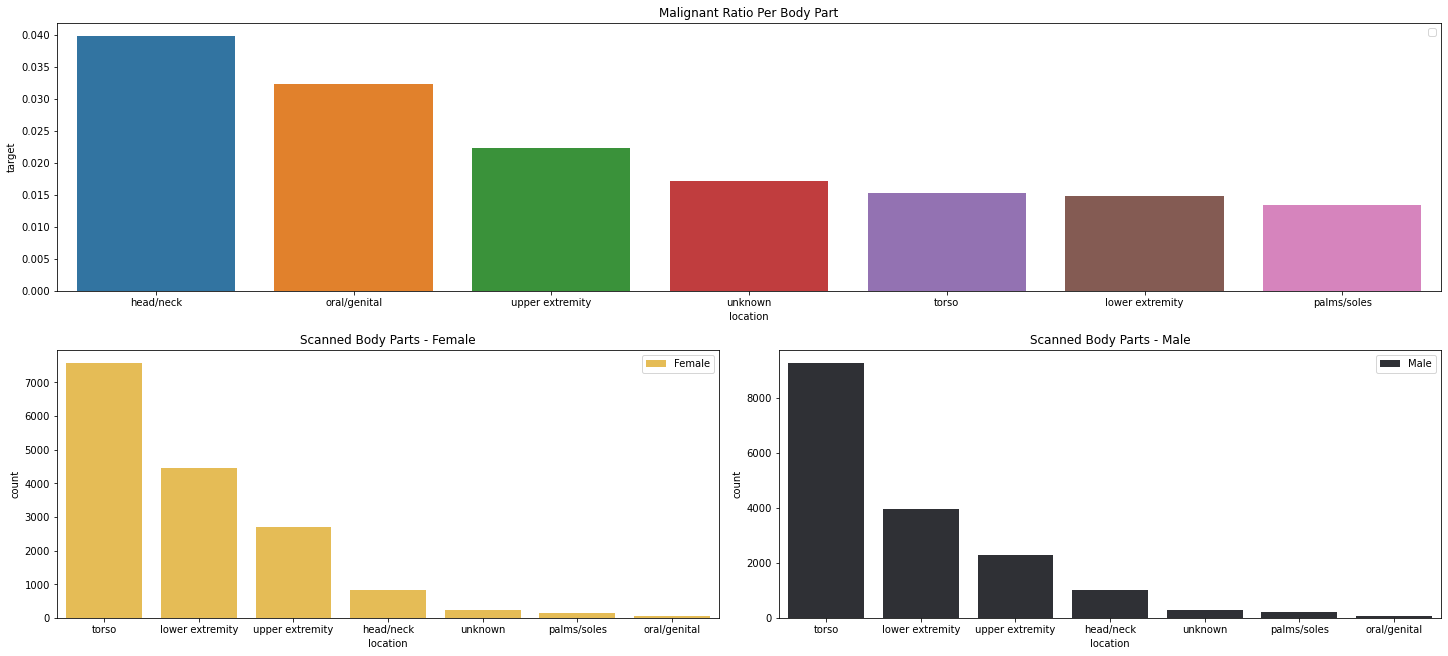 Malignant Ratio Per Body Part
0.040
0.035
0.030
0.025
0.020
0.015
0.010
0.005
0.000
target
head/neck oral/genital upper extremity unknown torso lower extremity palms/soles
location
Scanned Body Parts - Female
Female
7000
6000
5000
4000
3000
2000
1000
0
count
torso lower extremity upper extremity head/neck unknown palms/soles oral/genital
location
Scanned Body Parts - Male
Male
8000
6000
4000
2000
0
count
torso lower extremity upper extremity head/neck unknown palms/soles oral/genital
location